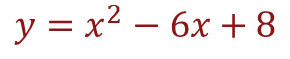 y = x² − 6x + 8